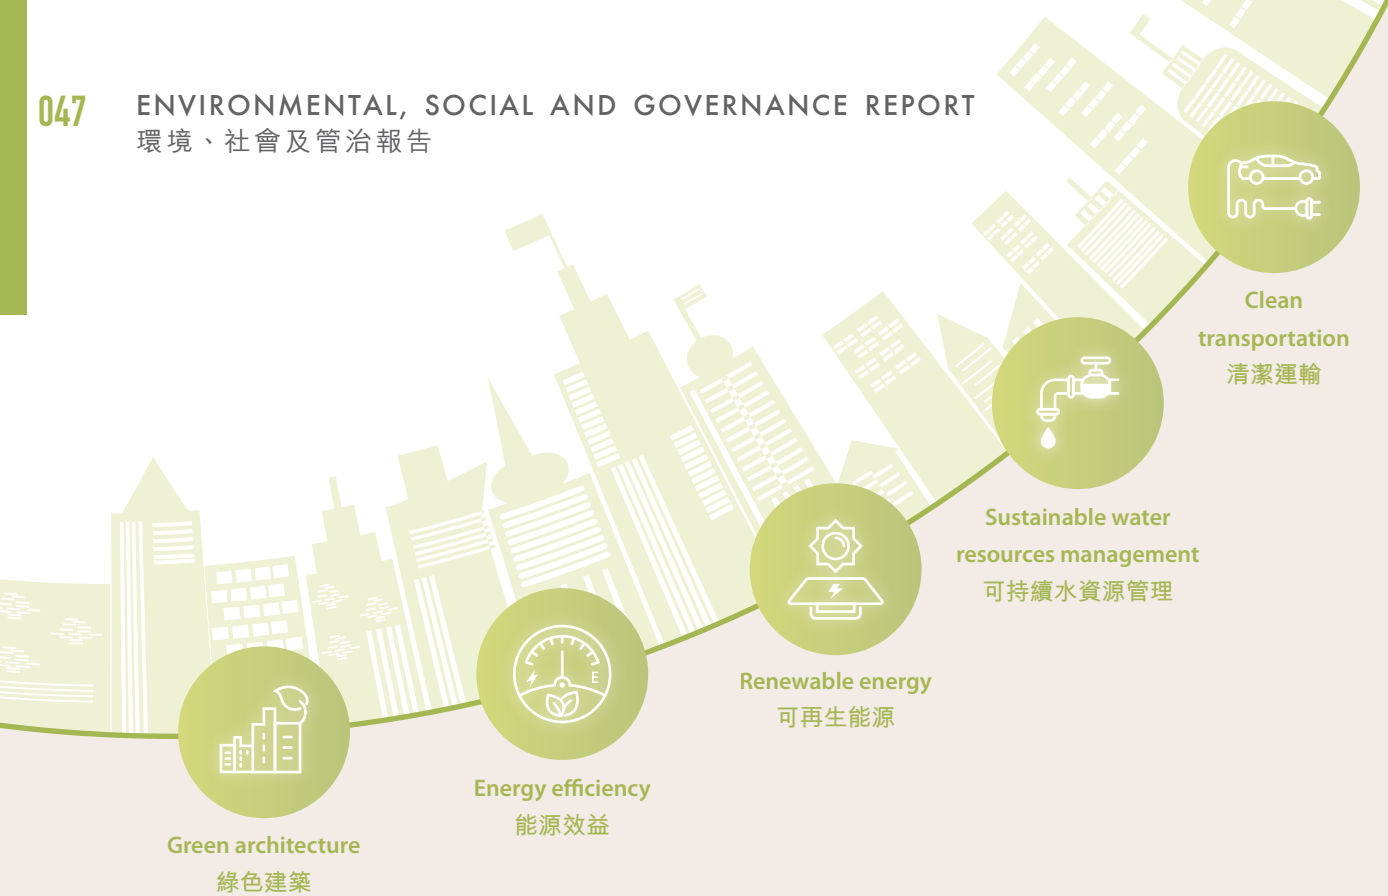 047
ENVIRONMENTAL, SOCIAL AND GOVERNANCE REPORT
環境、社會及管治報告
Clean
transportation
清潔運輸
Sustainable water
resources management
可持續水資源管理
Renewable energy
可再生能源
E
Energy efficiency
能源效益
Green architecture
綠色建築